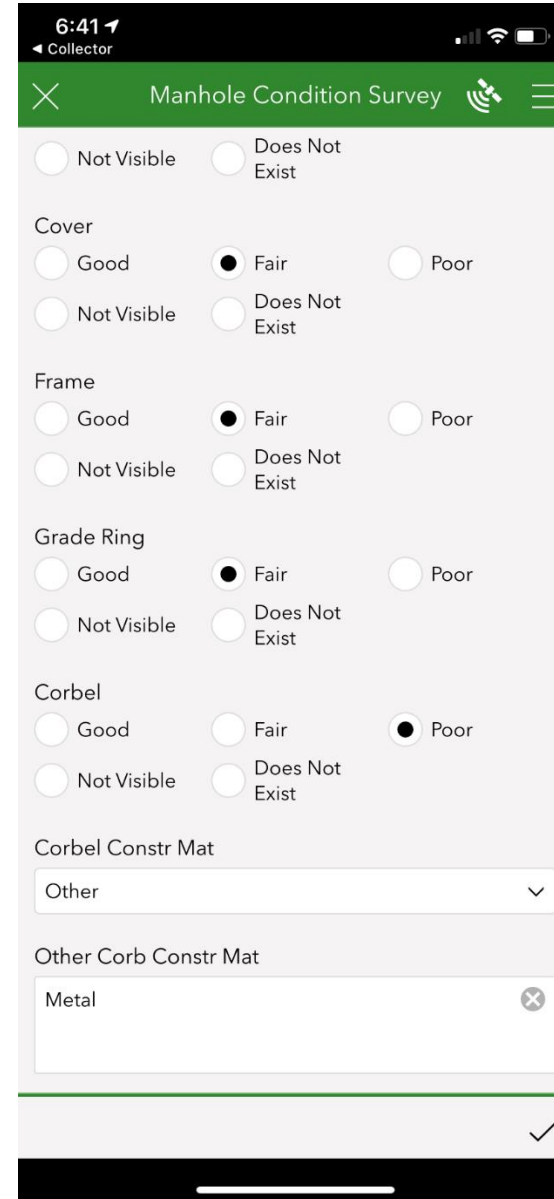 6:41
◄ Collector
Manhole Condition Survey
Not Visible Does Not Exist
Cover
Good Fair Poor
Not Visible Does Not Exist
Frame
Good Fair Poor
Not Visible Does Not Exist
Grade Ring
Good Fair Poor
Not Visible Does Not Exist
Corbel
Good Fair Poor
Not Visible Does Not Exist
Corbel Constr Mat
Other
Other Corb Constr Mat
Metal